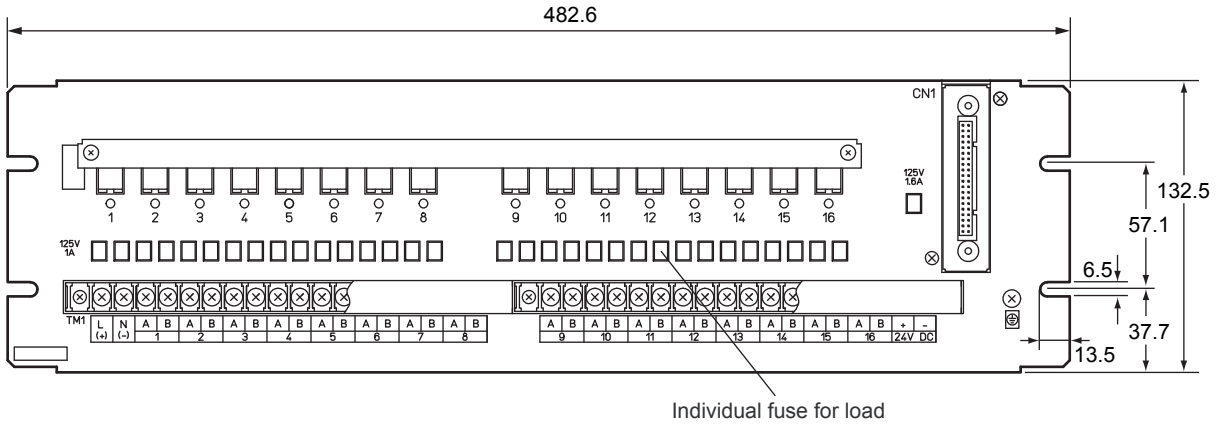 482.6
CN1
125V
1.6A
132.5
57.1
1 2 3 4 5 6 7 8 9 10 11 12 13 14 15 16
125V
1A
6.5
TM1 L N A B A B A B A B A B A B A B A B A B A B A B A B A B A B A B A B + -
(+) (-) 1 2 3 4 5 6 7 8 9 10 11 12 13 14 15 16 24V DC
37.7
13.5
Individual fuse for load